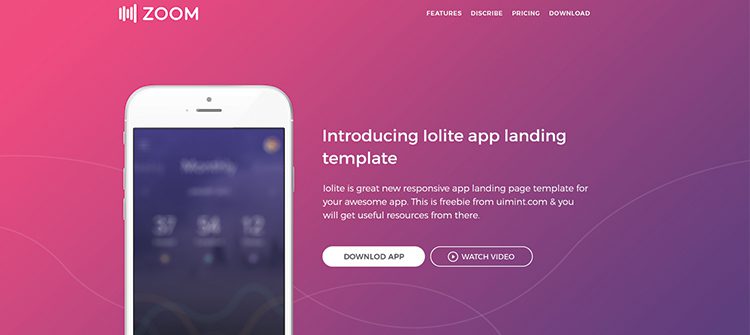 ZOOM
FEATURES DISCRIBE PRICING DOWNLOAD
Introducing Iolite app landing
template
Iolite is great new responsive app landing page template for
your awesome app. This is freebie from uimint.com & you
will get useful resources from there.
DOWNLOD APP
WATCH VIDEO
Monthly
37 54 12